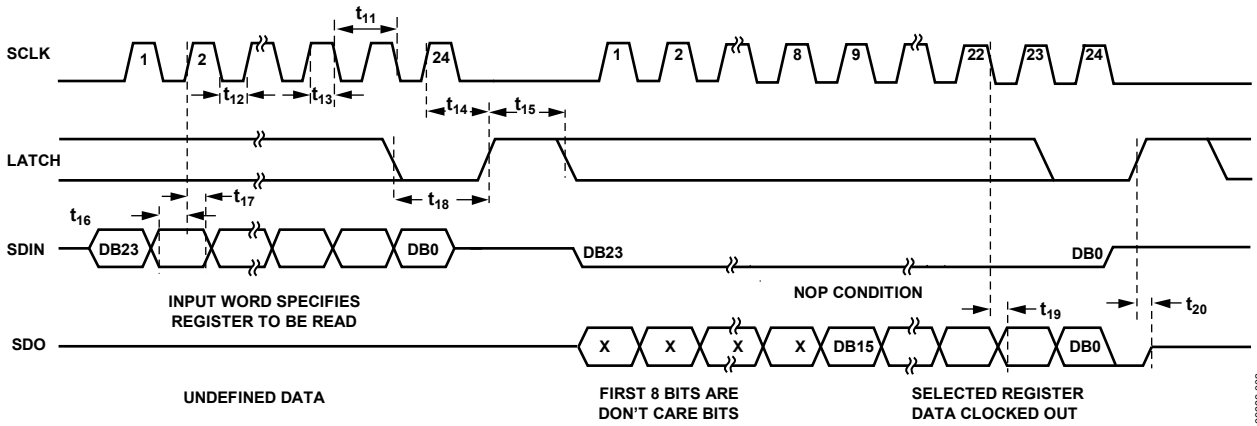 t11
SCLK
1
2
24
1
2
8
9
22
23
24
t12
t13
t14
t15
LATCH
t16
t17
t18
SDIN
DB23
DB0
DB23
DB0
INPUT WORD SPECIFIES
REGISTER TO BE READ
NOP CONDITION
t19
t20
SDO
X
X
X
X
DB15
DB0
UNDEFINED DATA
FIRST 8 BITS ARE
DON'T CARE BITS
SELECTED REGISTER
DATA CLOCKED OUT